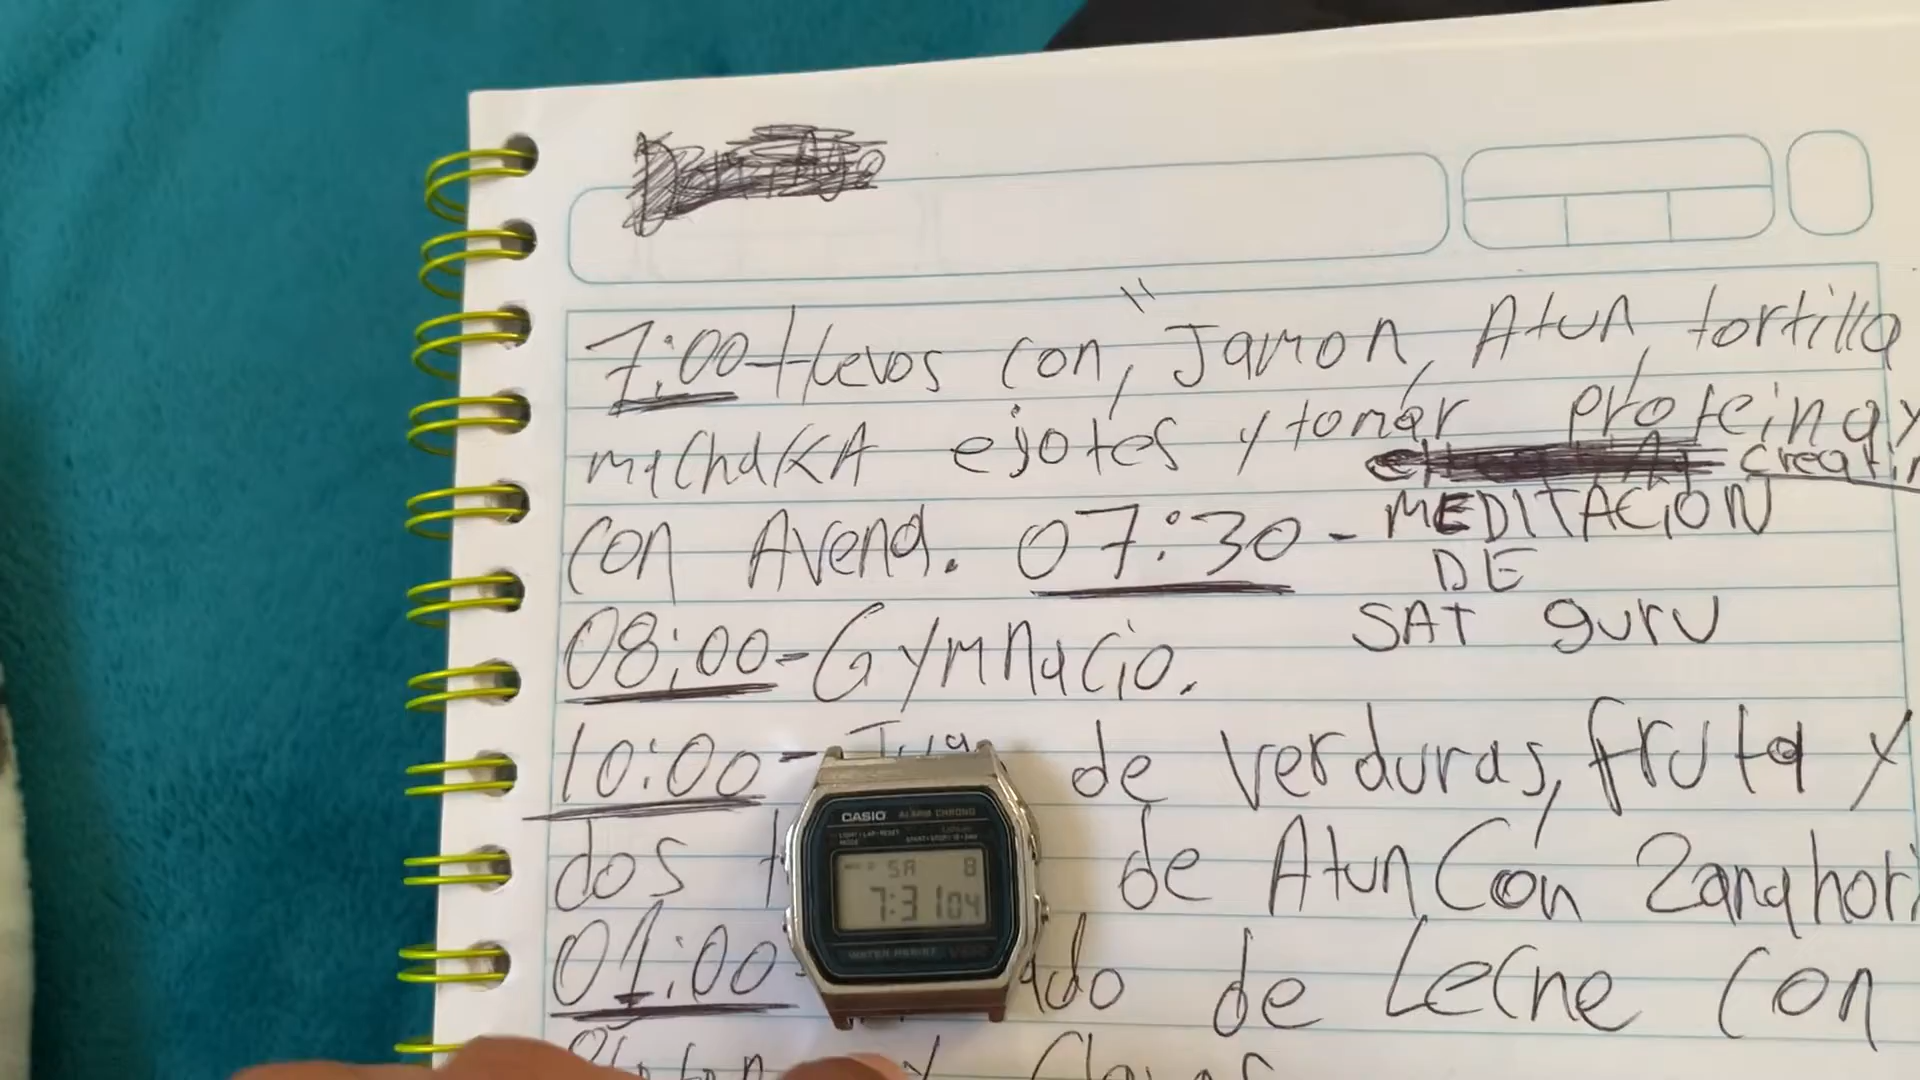 7:00-Huevos con, Jamon, Atun, tortilla
machaKA ejotes y tomar proteina y
creatin
con Avena. 07:30 - MEDITACION
DE
SAT guru
08:00-Gymnacio.
10:00- de verduras, fruta y
dos de Atun Con Zanahori
01:00- ado de Leche con
y Claras
CASIO ALARM CHRONO
SA 8
7:31 04
WATER RESIST